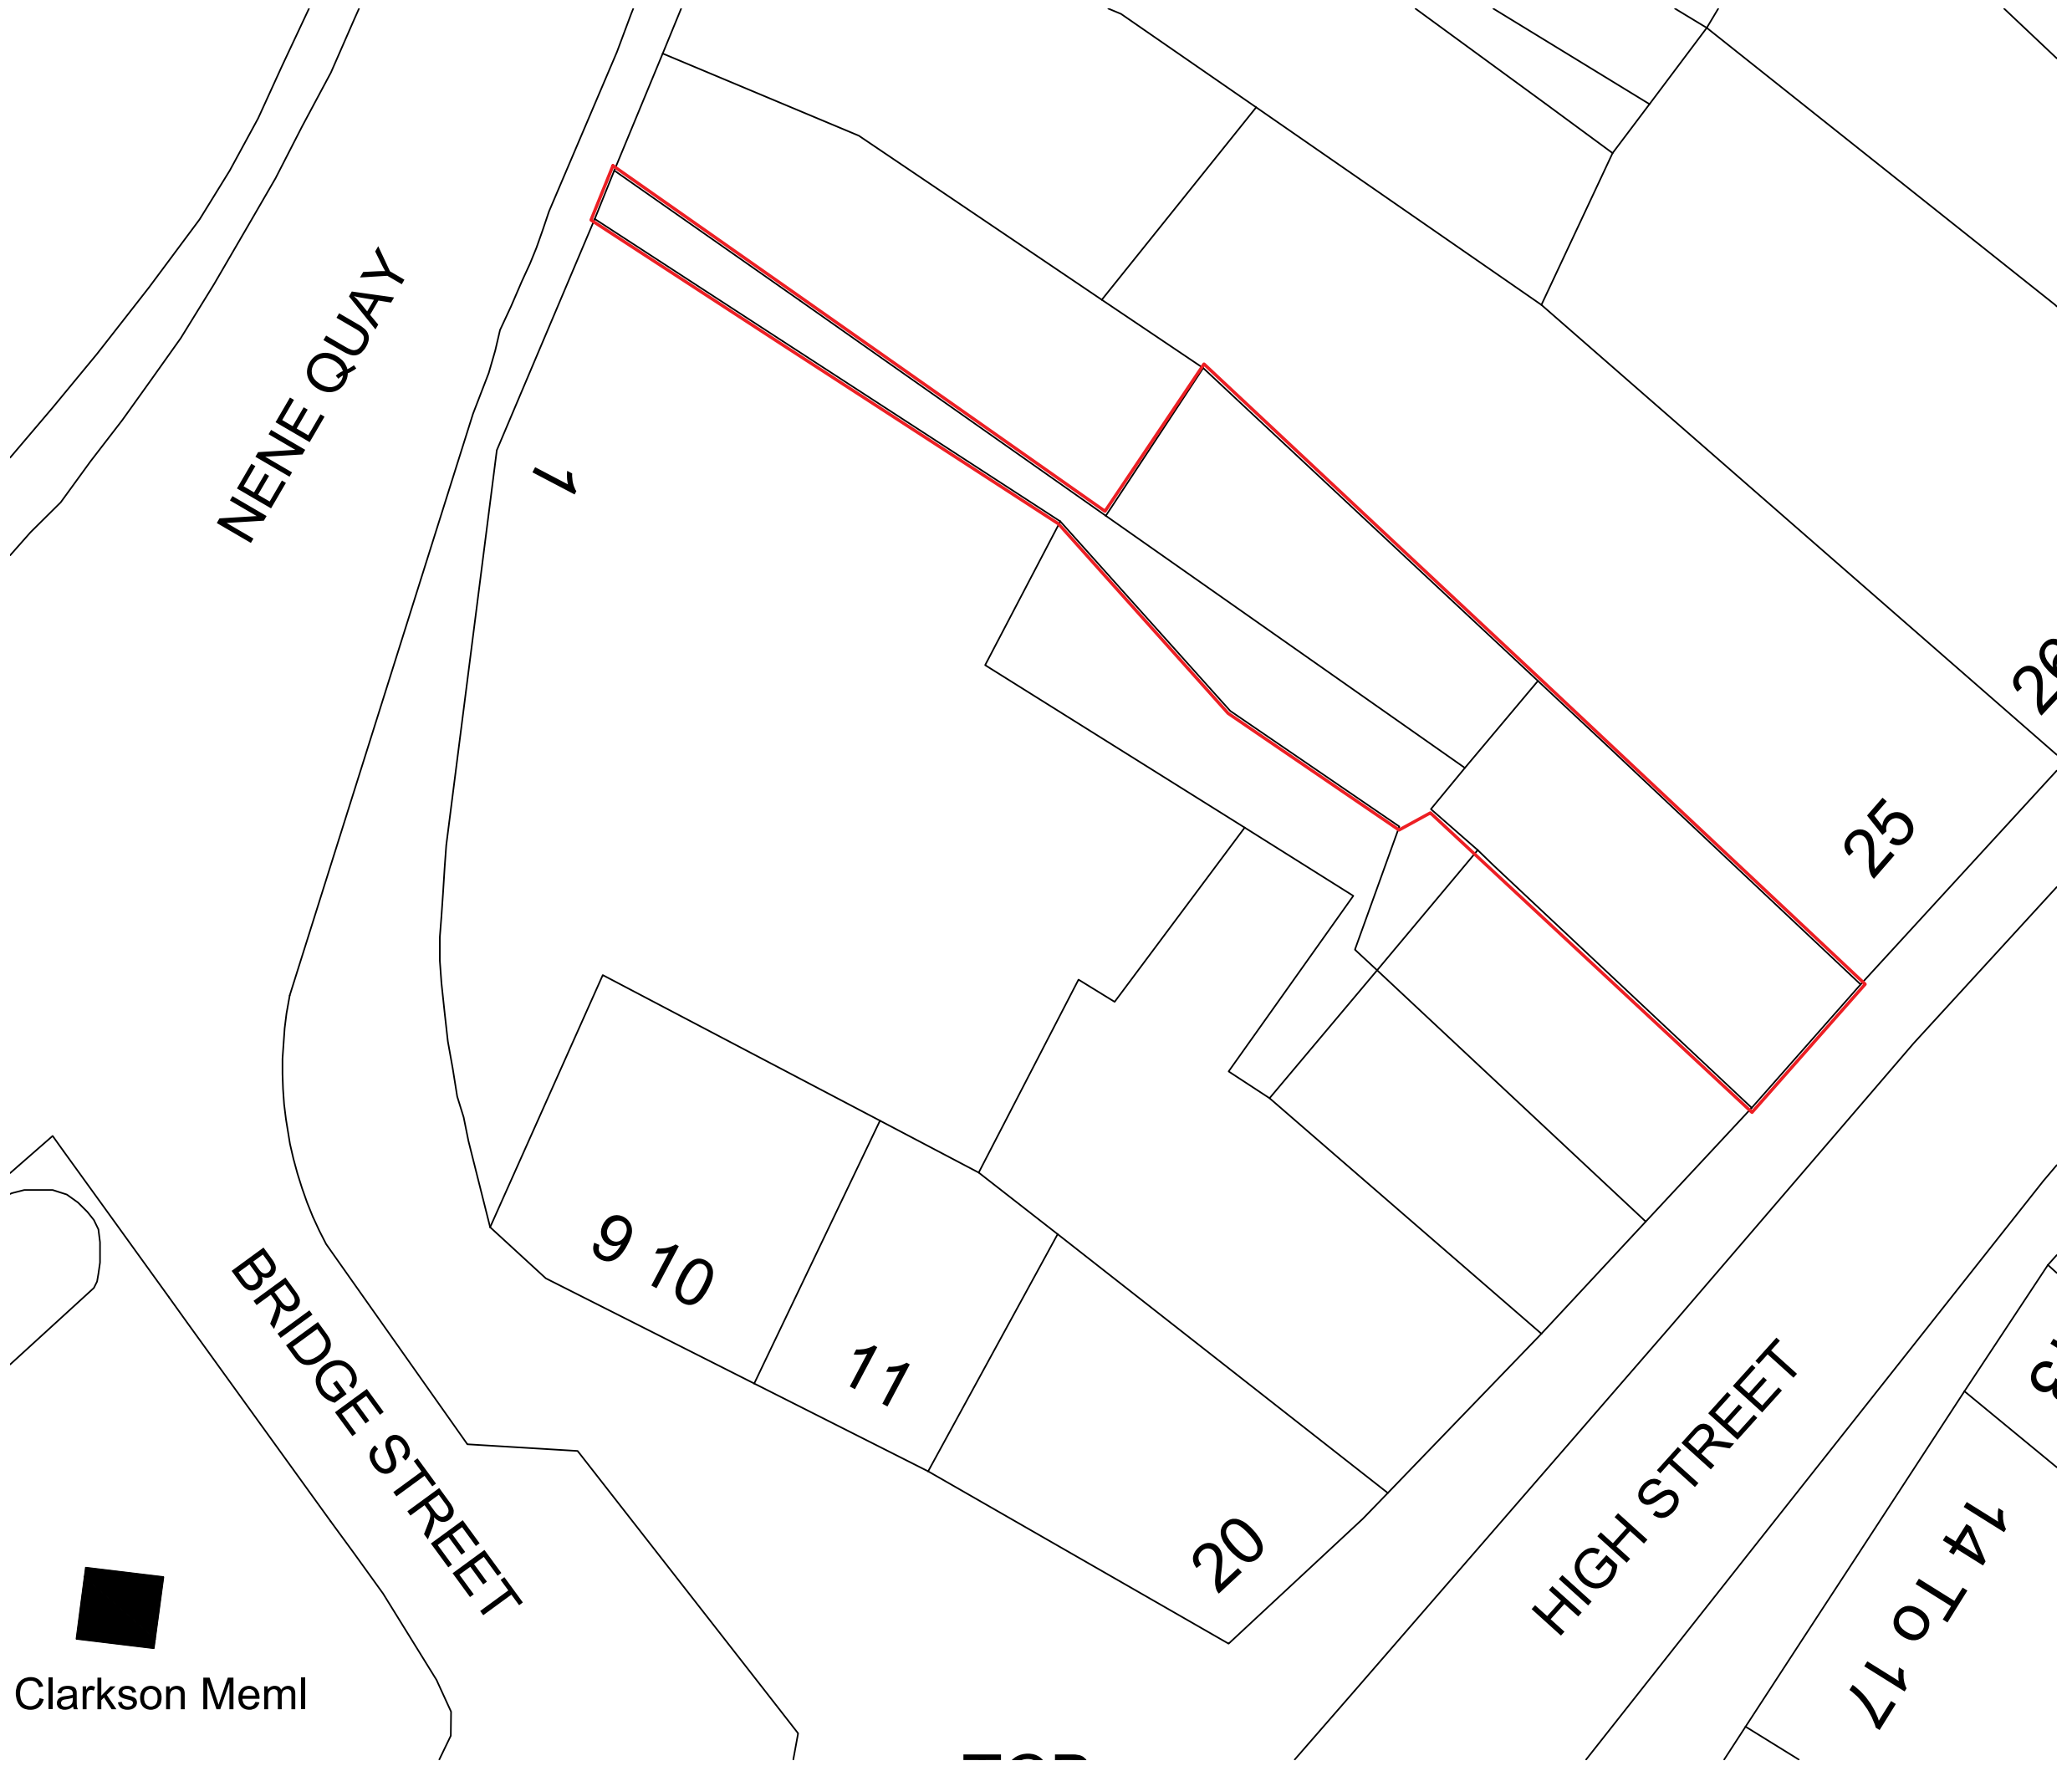 NENE QUAY
1
25
9 10
11
BRIDGE STREET
20
HIGH STREET
14 TO 17
Clarkson Meml